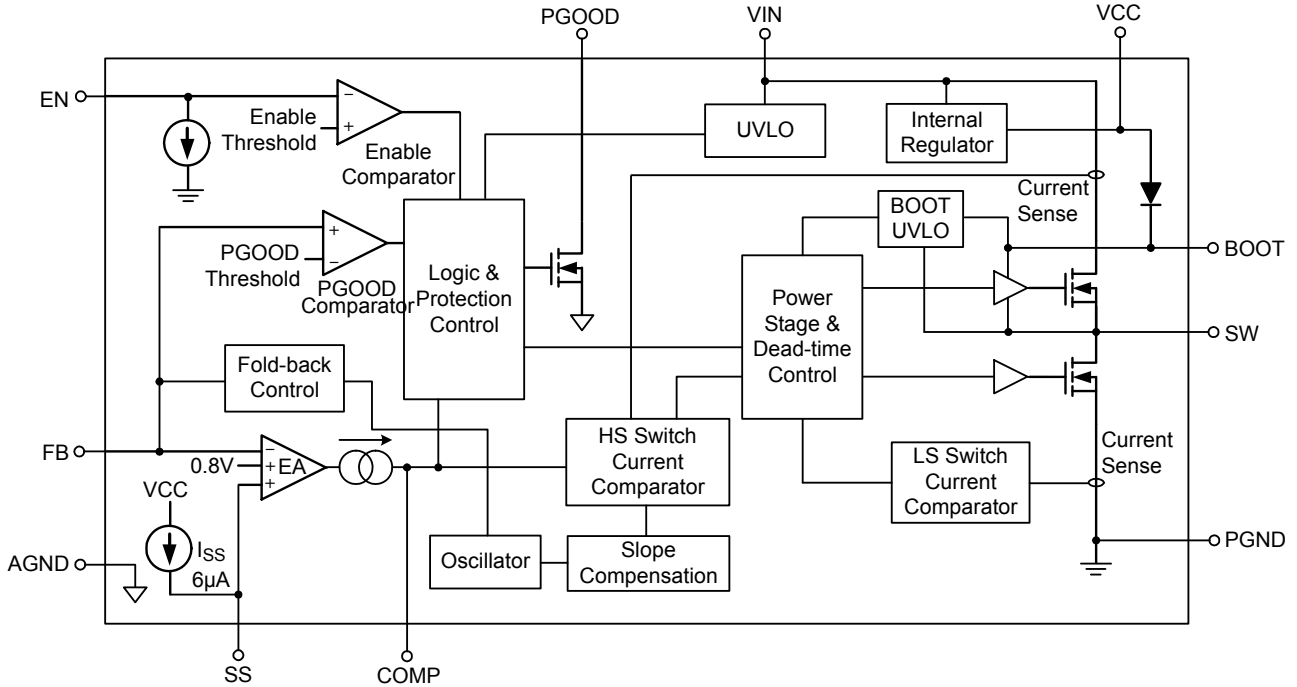 PGOOD
VIN
VCC
EN
Enable
Threshold
−
+
Enable
Comparator
UVLO
Internal
Regulator
Current
Sense
BOOT
UVLO
BOOT
+
−
PGOOD
Threshold
PGOOD
Comparator
Logic &
Protection
Control
Power
Stage &
Dead-time
Control
SW
Fold-back
Control
FB
−
+
+
0.8V
EA
HS Switch
Current
Comparator
LS Switch
Current
Comparator
Current
Sense
VCC
ISS
6µA
AGND
Oscillator
Slope
Compensation
PGND
SS
COMP